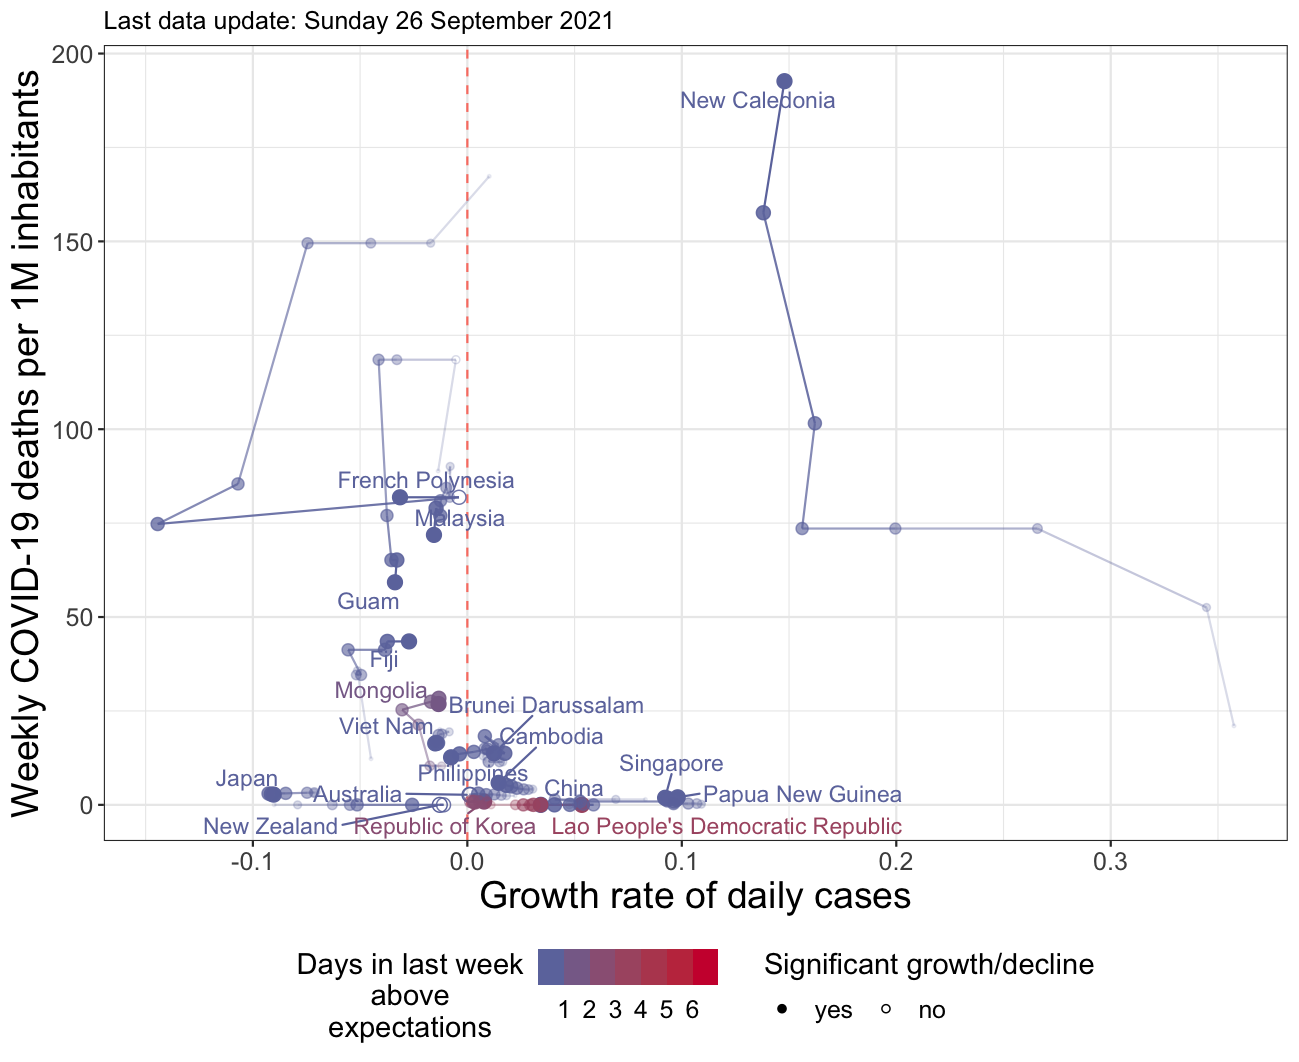 Last data update: Sunday 26 September 2021
Weekly COVID-19 deaths per 1M inhabitants
200
150
100
50
0
New Caledonia
French Polynesia
Malaysia
Guam
Fiji
Mongolia
Brunei Darussalam
Viet Nam
Cambodia
Singapore
Philippines
Japan
China
Australia
Papua New Guinea
New Zealand
Republic of Korea
Lao People's Democratic Republic
-0.1
0.0
0.1
0.2
0.3
Growth rate of daily cases
Days in last week
above
expectations
1 2 3 4 5 6
Significant growth/decline
yes
no